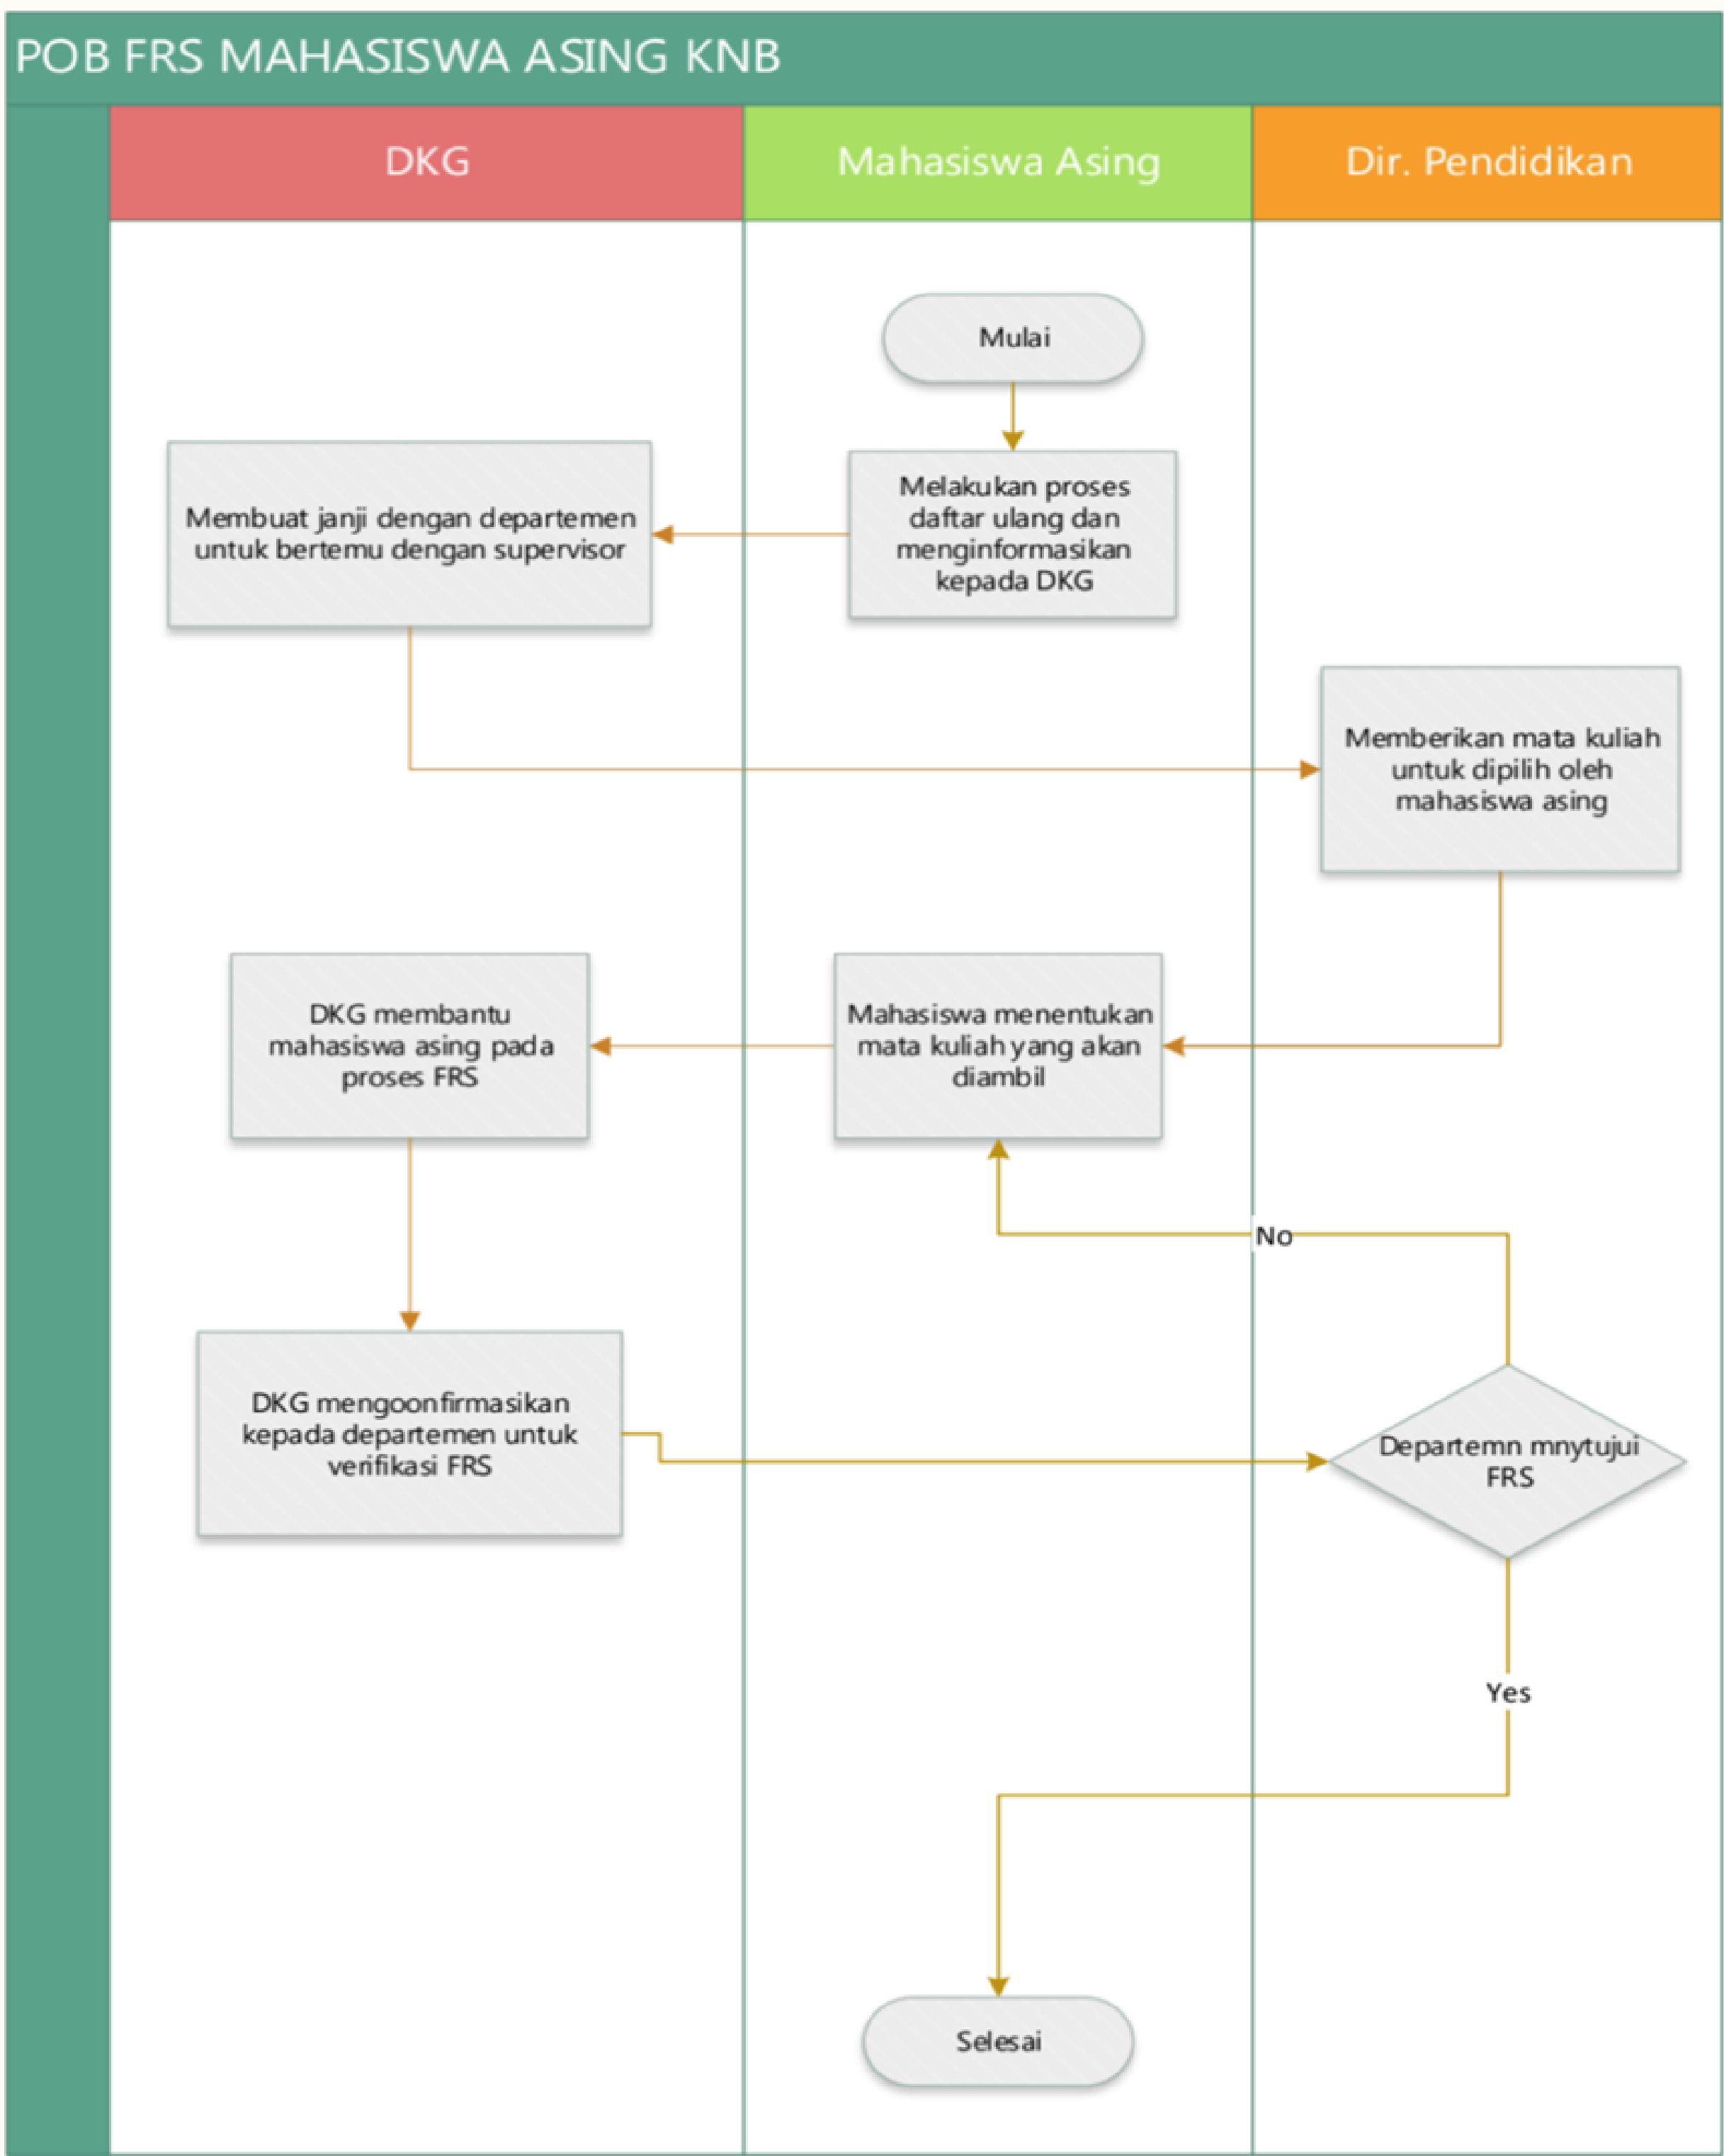 POB FRS MAHASISWA ASING KNB
DKG
Mahasiswa Asing
Dir. Pendidikan
Mulai
Melakukan proses
daftar ulang dan
menginformasikan
kepada DKG
Membuat janji dengan departemen
untuk bertemu dengan supervisor
Memberikan mata kuliah
untuk dipilih oleh
mahasiswa asing
Mahasiswa menentukan
mata kuliah yang akan
diambil
DKG membantu
mahasiswa asing pada
proses FRS
DKG mengoonfirmasikan
kepada departemen untuk
verifikasi FRS
Departemn mnytujui
FRS
No
Yes
Selesai